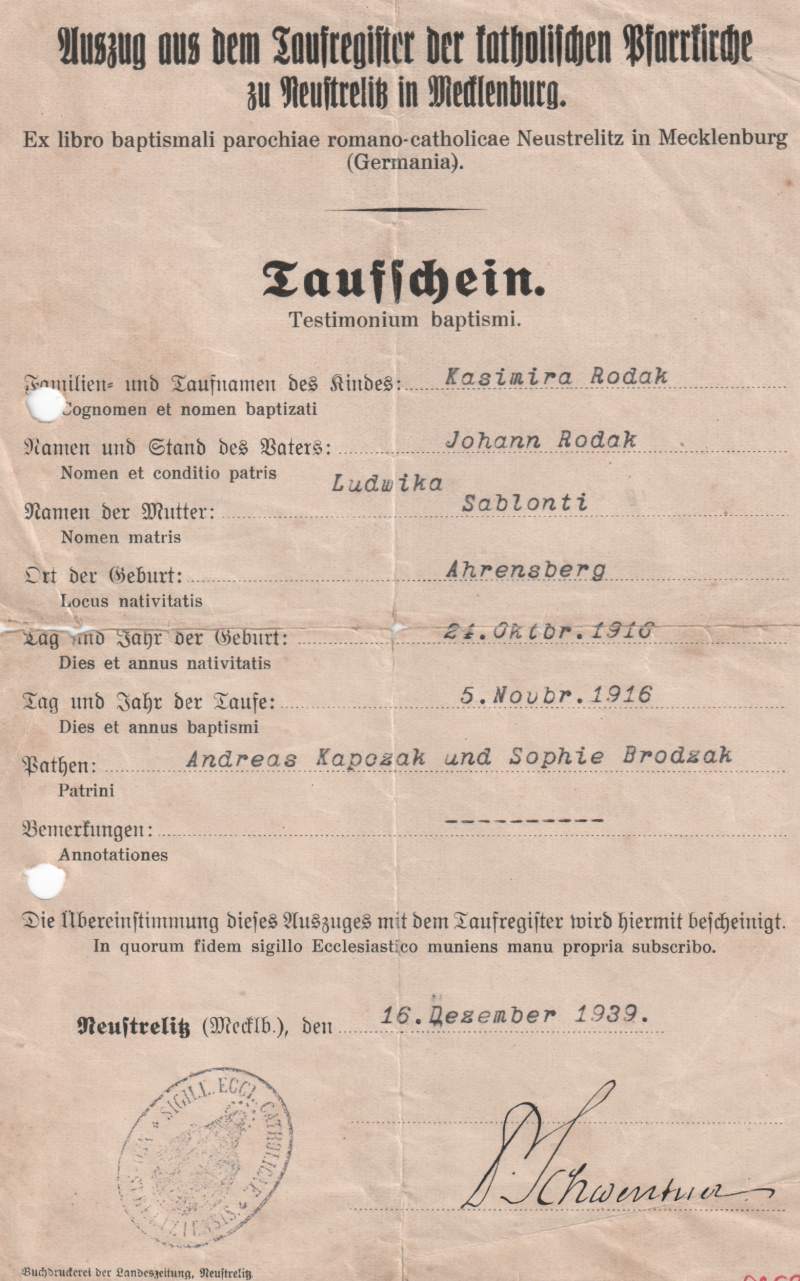 Auszug aus dem Taufregister der katholischen Pfarrkirche
zu Neustrelitz in Mecklenburg.
Ex libro baptismali parochiae romano-catholicae Neustrelitz in Mecklenburg
(Germania).
Taufschein.
Testimonium baptismi.
Familien- und Taufnamen des Kindes: Kasimira Rodak
Cognomen et nomen baptizati
Namen und Stand des Vaters: Johann Rodak
Nomen et conditio patris
Ludwika
Namen der Mutter: Sablonti
Nomen matris
Ort der Geburt: Ahrensberg
Locus nativitatis
Tag und Jahr der Geburt: 21.Oktbr.1916
Dies et annus nativitatis
Tag und Jahr der Taufe: 5.Novbr.1916
Dies et annus baptismi
Pathen: Andreas Kapozak und Sophie Brodzak
Patrini
Bemerkungen: ----------
Annotationes
Die Übereinstimmung dieses Auszuges mit dem Taufregister wird hiermit bescheinigt.
In quorum fidem sigillo Ecclesiastico muniens manu propria subscribo.
Neustrelitz (Mecklb.), den 16.Dezember 1939.
SIGILL. ECCL. CATHOLICAE
Schwentner
Buchdruckerei der Landeszeitung, Neustrelitz